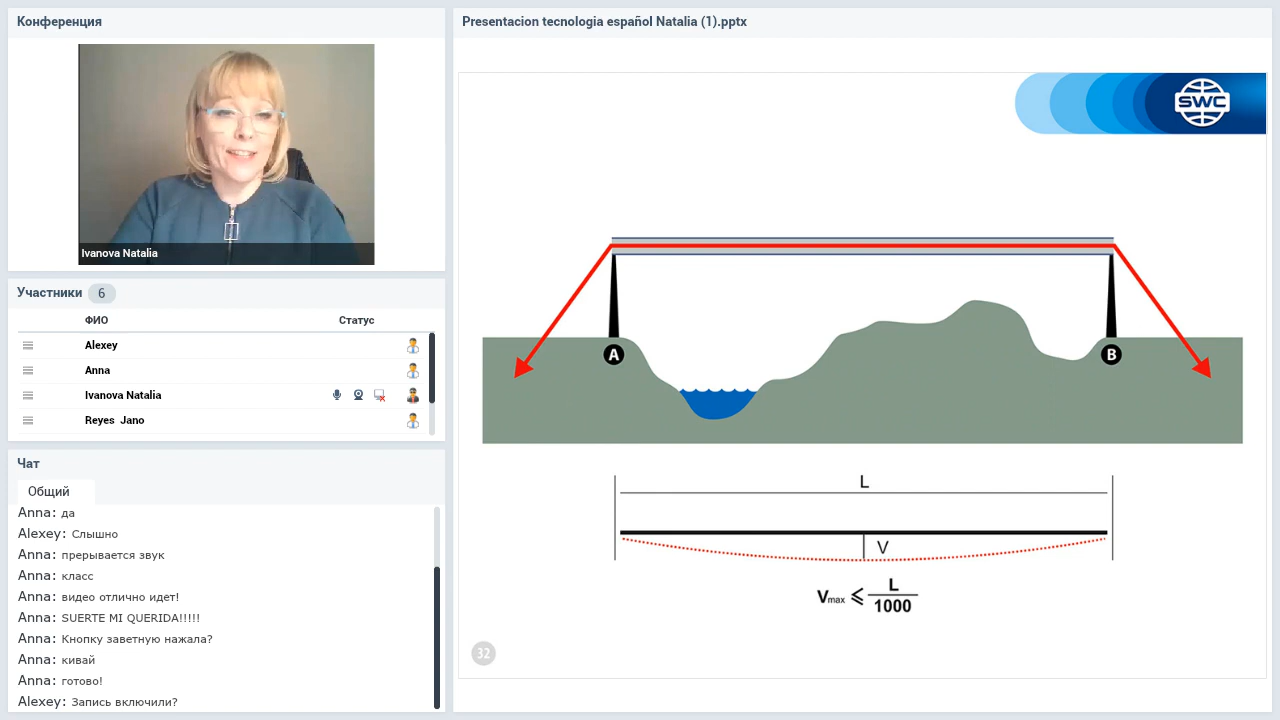 Конференция
Ivanova Natalia
Участники 6
ФИО Статус
Alexey
Anna
Ivanova Natalia
Reyes Jano
Чат
Общий
Anna: да
Alexey: Слышно
Anna: прерывается звук
Anna: класс
Anna: видео отлично идет!
Anna: SUERTE MI QUERIDA!!!!!
Anna: Кнопку заветную нажала?
Anna: кивай
Anna: готово!
Alexey: Запись включили?
Presentacion tecnologia español Natalia (1).pptx
SWC
A B
L
V
Vmax ⩽ L/1000
32